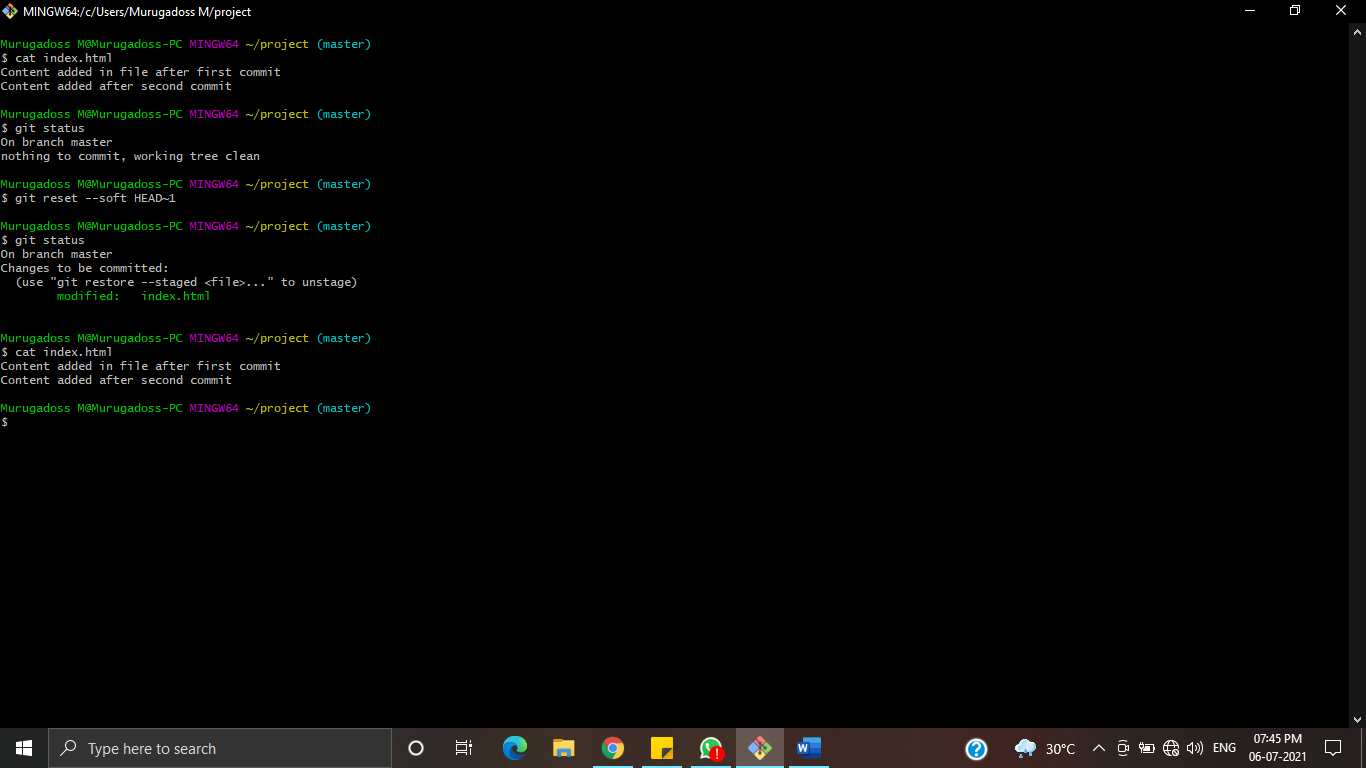 MINGW64:/c/Users/Murugadoss M/project
Murugadoss M@Murugadoss-PC MINGW64 ~/project (master)
$ cat index.html
Content added in file after first commit
Content added after second commit
Murugadoss M@Murugadoss-PC MINGW64 ~/project (master)
$ git status
On branch master
nothing to commit, working tree clean
Murugadoss M@Murugadoss-PC MINGW64 ~/project (master)
$ git reset --soft HEAD~1
Murugadoss M@Murugadoss-PC MINGW64 ~/project (master)
$ git status
On branch master
Changes to be committed:
  (use "git restore --staged <file>..." to unstage)
        modified:   index.html
Murugadoss M@Murugadoss-PC MINGW64 ~/project (master)
$ cat index.html
Content added in file after first commit
Content added after second commit
Murugadoss M@Murugadoss-PC MINGW64 ~/project (master)
$
Type here to search
30°C
ENG
07:45 PM
06-07-2021